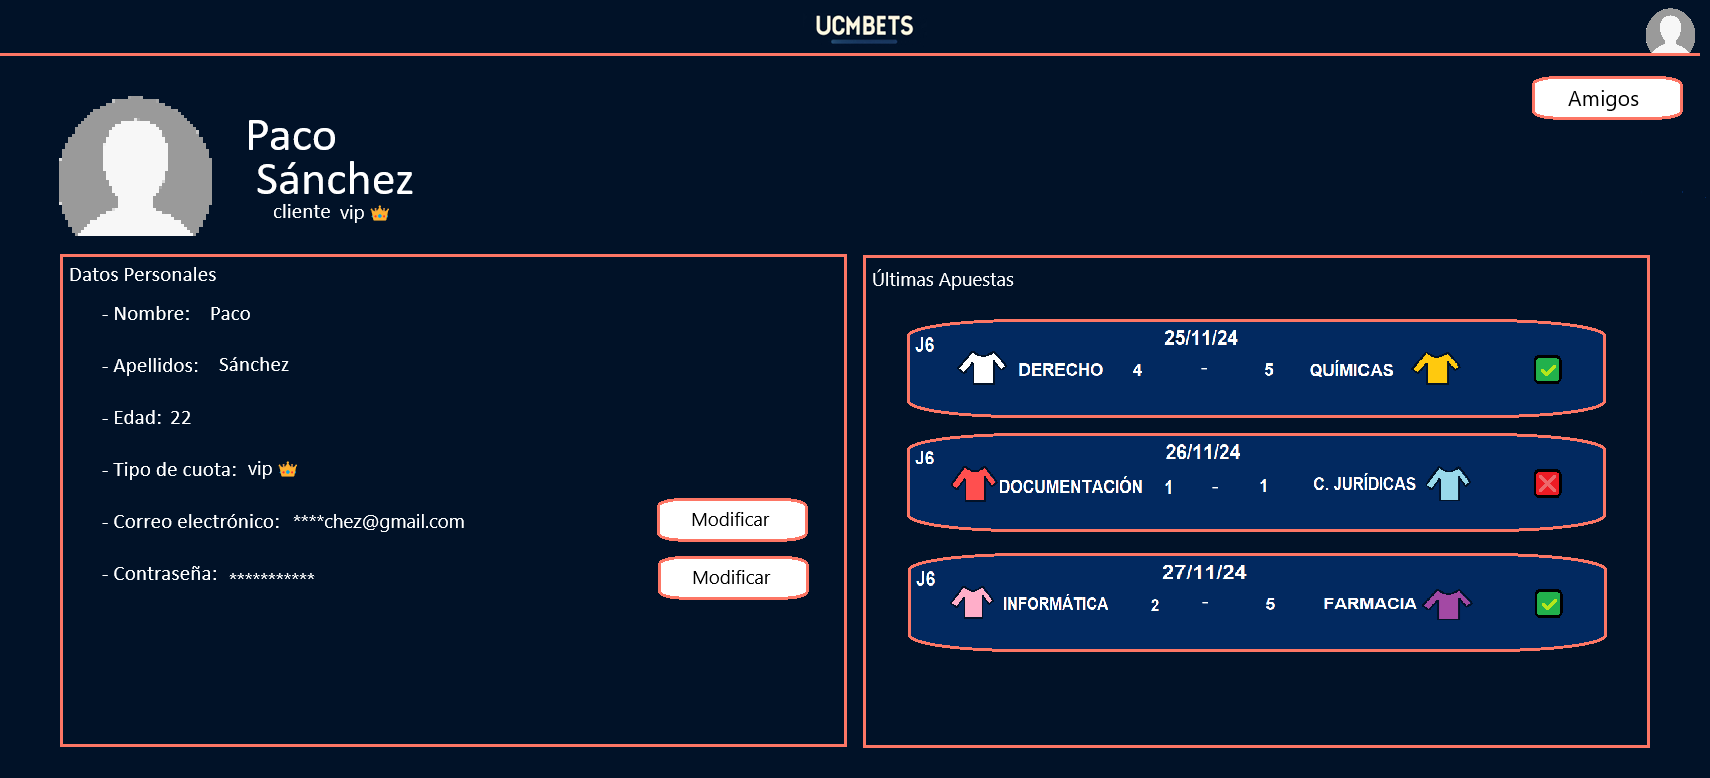 UCMBETS
Amigos
Paco
Sánchez
cliente vip
Datos Personales
- Nombre: Paco
- Apellidos: Sánchez
- Edad: 22
- Tipo de cuota: vip
- Correo electrónico: ****chez@gmail.com
Modificar
- Contraseña: ***********
Modificar
Últimas Apuestas
25/11/24
J6
DERECHO 4 - 5 QUÍMICAS
26/11/24
J6
DOCUMENTACIÓN 1 - 1 C. JURÍDICAS
27/11/24
J6
INFORMÁTICA 2 - 5 FARMACIA